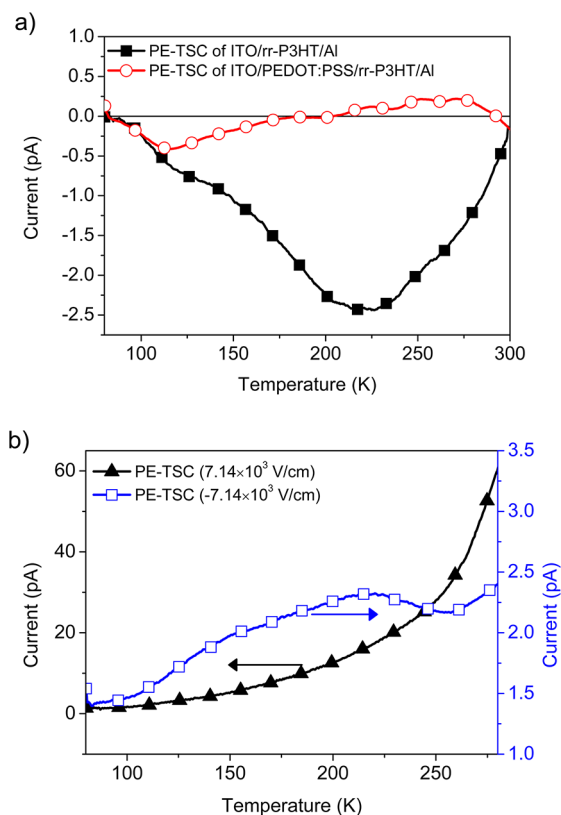 a)
PE-TSC of ITO/rr-P3HT/Al
PE-TSC of ITO/PEDOT:PSS/rr-P3HT/Al
1.0
0.5
0.0
-0.5
-1.0
-1.5
-2.0
-2.5
Current (pA)
100 150 200 250 300
Temperature (K)
b)
PE-TSC (7.14×10³ V/cm)
PE-TSC (-7.14×10³ V/cm)
60
40
20
0
Current (pA)
3.5
3.0
2.5
2.0
1.5
1.0
Current (pA)
100 150 200 250
Temperature (K)